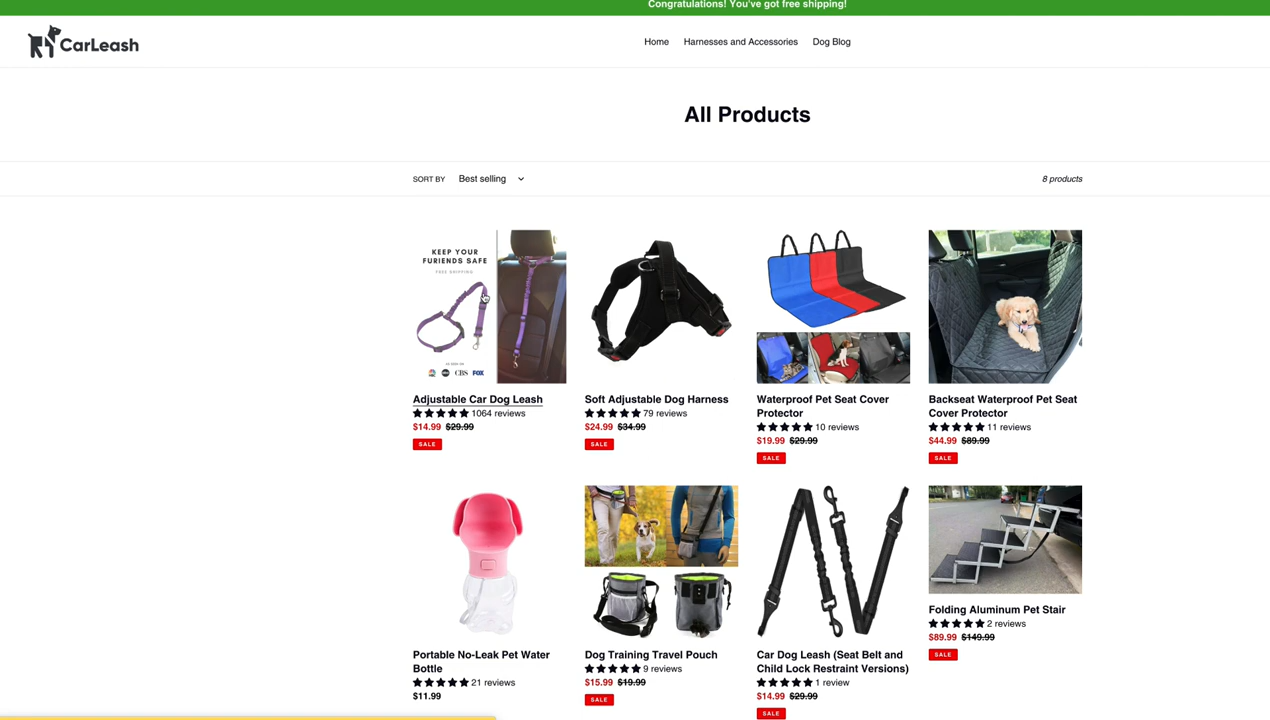 Congratulations! You've got free shipping!
CarLeash
Home Harnesses and Accessories Dog Blog
All Products
SORT BY Best selling 8 products
KEEP YOUR
FURIENDS SAFE
FREE SHIPPING
AS SEEN ON
NBC abc CBS FOX
Adjustable Car Dog Leash
1064 reviews
$14.99 $29.99
SALE
Soft Adjustable Dog Harness
79 reviews
$24.99 $34.99
SALE
Waterproof Pet Seat Cover
Protector
10 reviews
$19.99 $29.99
SALE
Backseat Waterproof Pet Seat
Cover Protector
11 reviews
$44.99 $89.99
SALE
Portable No-Leak Pet Water
Bottle
21 reviews
$11.99
Dog Training Travel Pouch
9 reviews
$15.99 $19.99
SALE
Car Dog Leash (Seat Belt and
Child Lock Restraint Versions)
1 review
$14.99 $29.99
SALE
Folding Aluminum Pet Stair
2 reviews
$89.99 $149.99
SALE